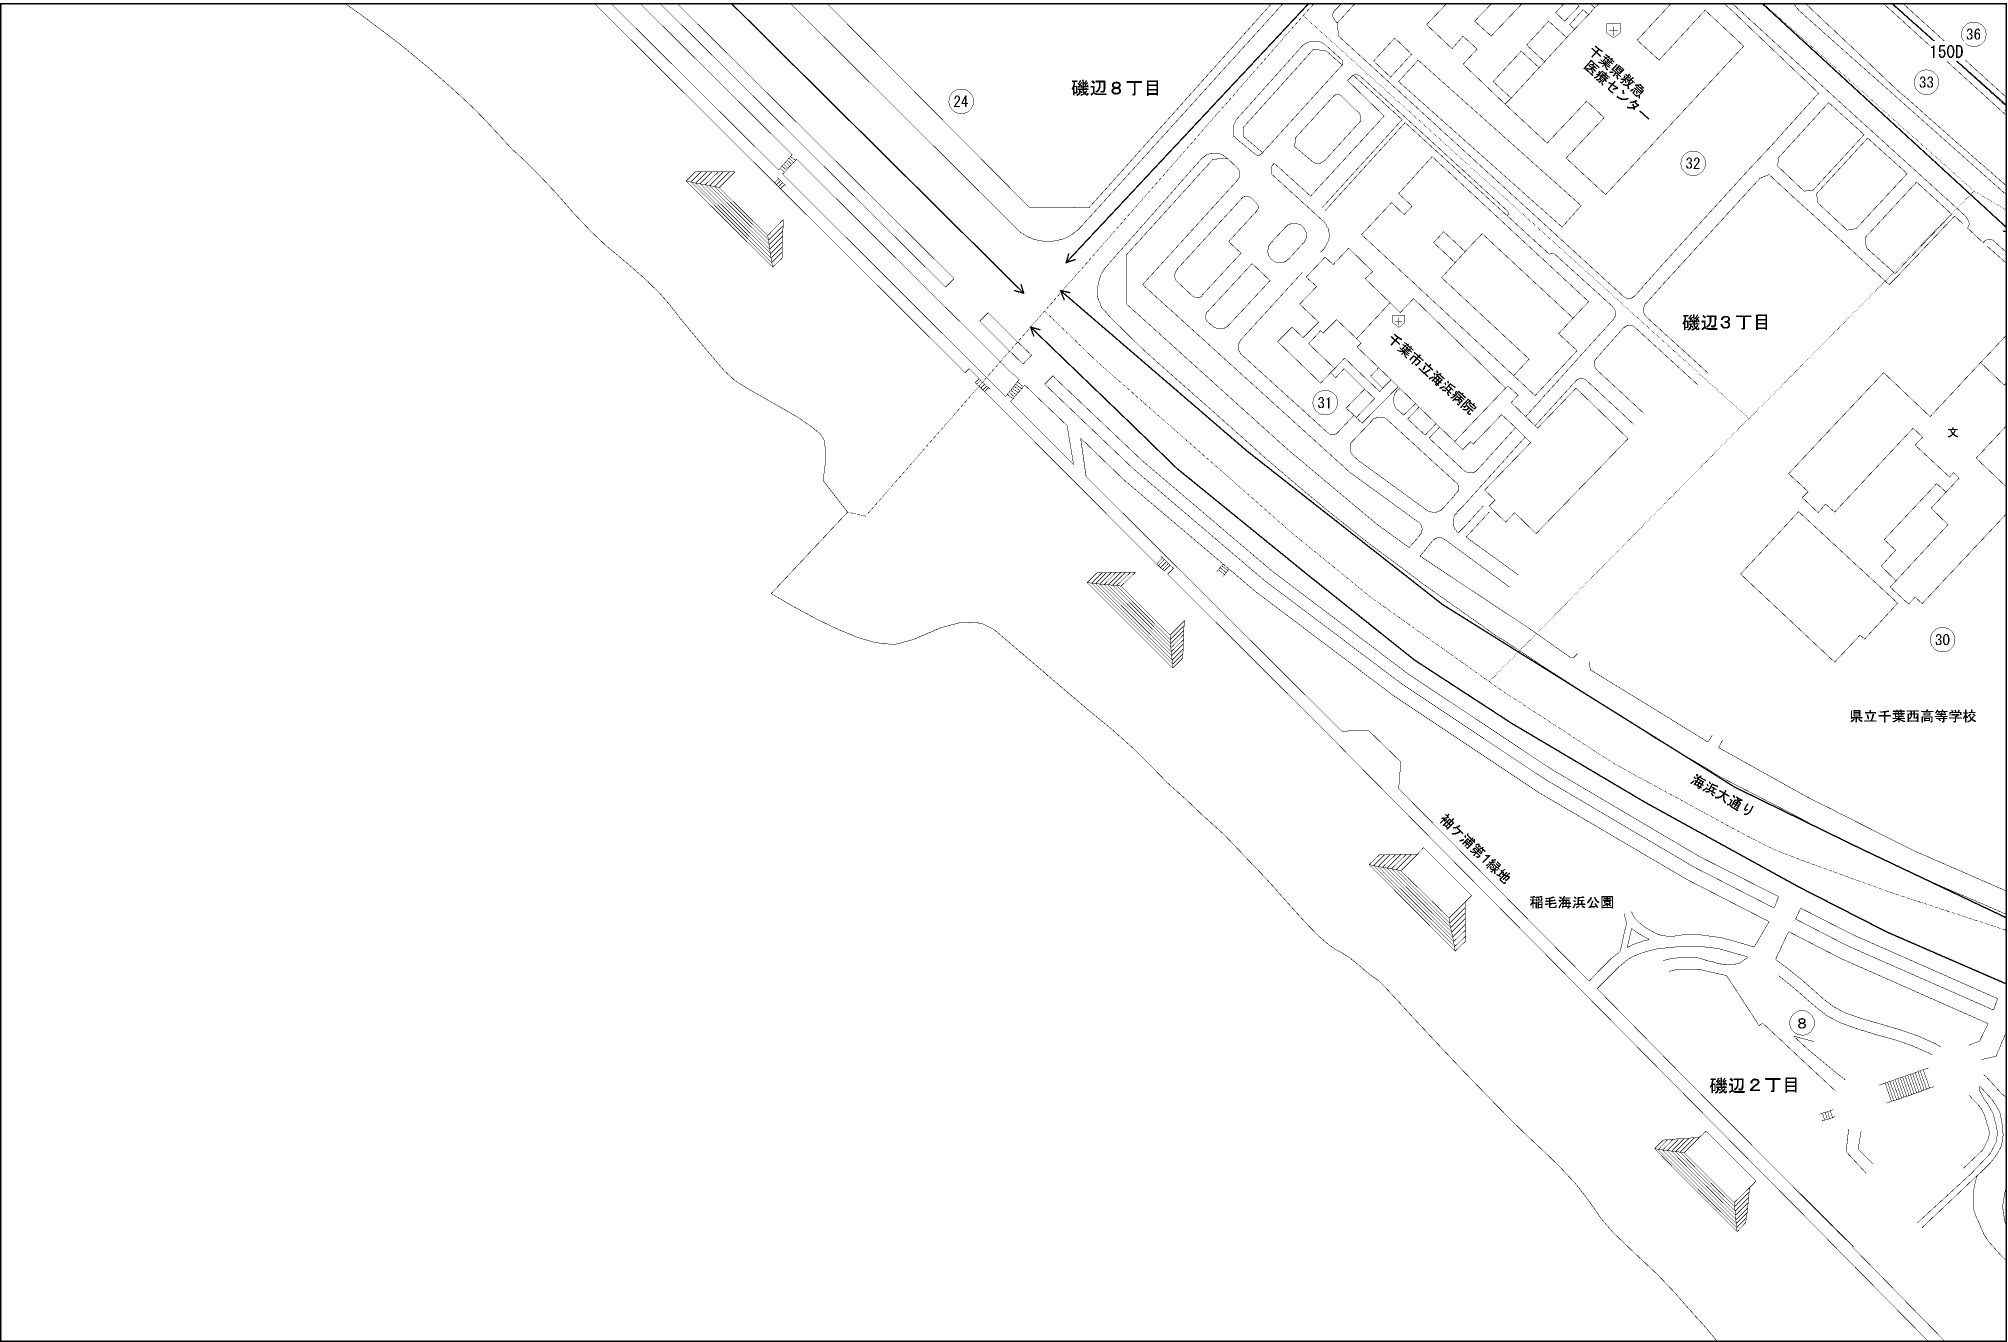 36
150D
33
24
磯辺８丁目
千葉県救急
医療センター
32
磯辺３丁目
千葉市立海浜病院
31
文
30
県立千葉西高等学校
海浜大通り
袖ケ浦第1緑地
稲毛海浜公園
8
磯辺２丁目